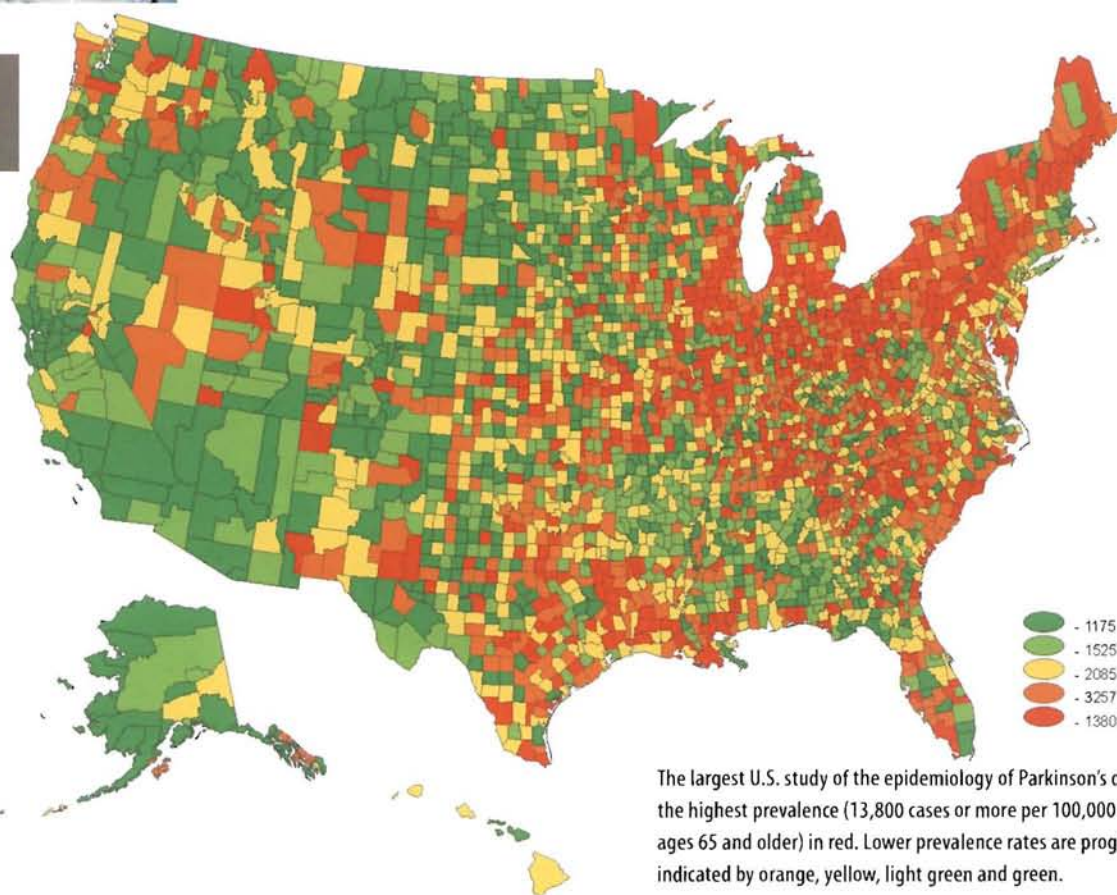 - 1175
- 1525
- 2085
- 3257
- 1380
The largest U.S. study of the epidemiology of Parkinson's
the highest prevalence (13,800 cases or more per 100,000
ages 65 and older) in red. Lower prevalence rates are
indicated by orange, yellow, light green and green.